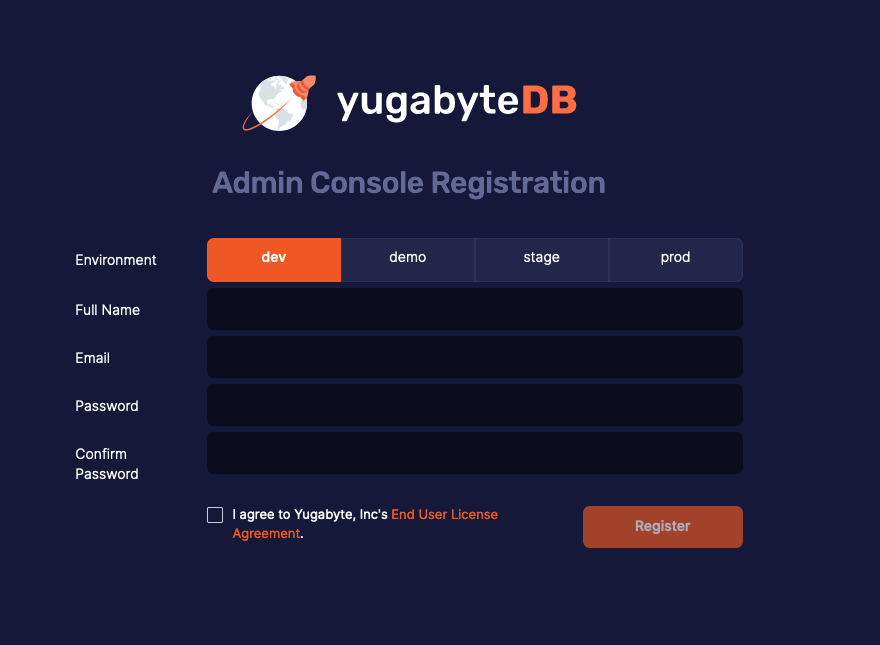 yugabyteDB
Admin Console Registration
Environment
dev
demo
stage
prod
Full Name
Email
Password
Confirm
Password
I agree to Yugabyte, Inc's End User License
Agreement.
Register